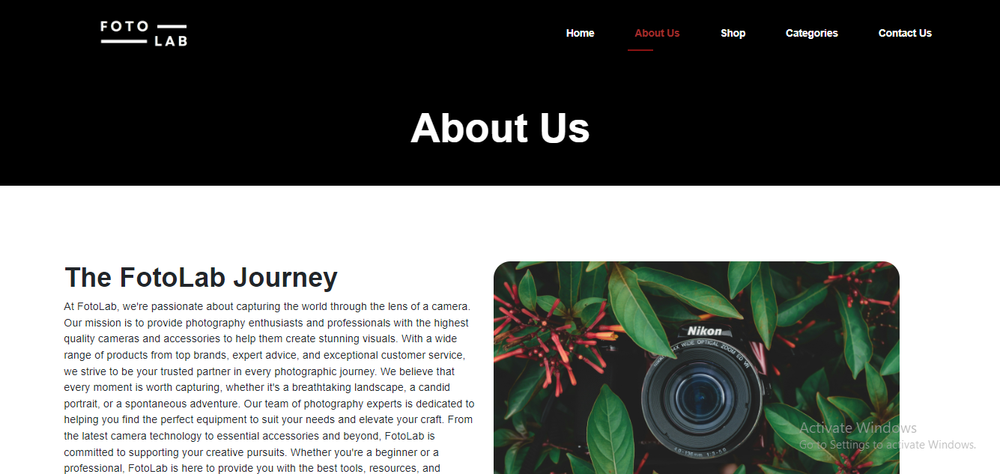 FOTO
LAB
Home About Us Shop Categories Contact Us
About Us
The FotoLab Journey
At FotoLab, we're passionate about capturing the world through the lens of a camera.
Our mission is to provide photography enthusiasts and professionals with the highest
quality cameras and accessories to help them create stunning visuals. With a wide
range of products from top brands, expert advice, and exceptional customer service,
we strive to be your trusted partner in every photographic journey. We believe that
every moment is worth capturing, whether it's a breathtaking landscape, a candid
portrait, or a spontaneous adventure. Our team of photography experts is dedicated to
helping you find the perfect equipment to suit your needs and elevate your craft. From
the latest camera technology to essential accessories and beyond, FotoLab is
committed to supporting your creative pursuits. Whether you're a beginner or a
professional, FotoLab is here to provide you with the best tools, resources, and
Nikon
WIDE OPTICAL ZOOM ED VR
Activate Windows
Go to Settings to activate Windows.